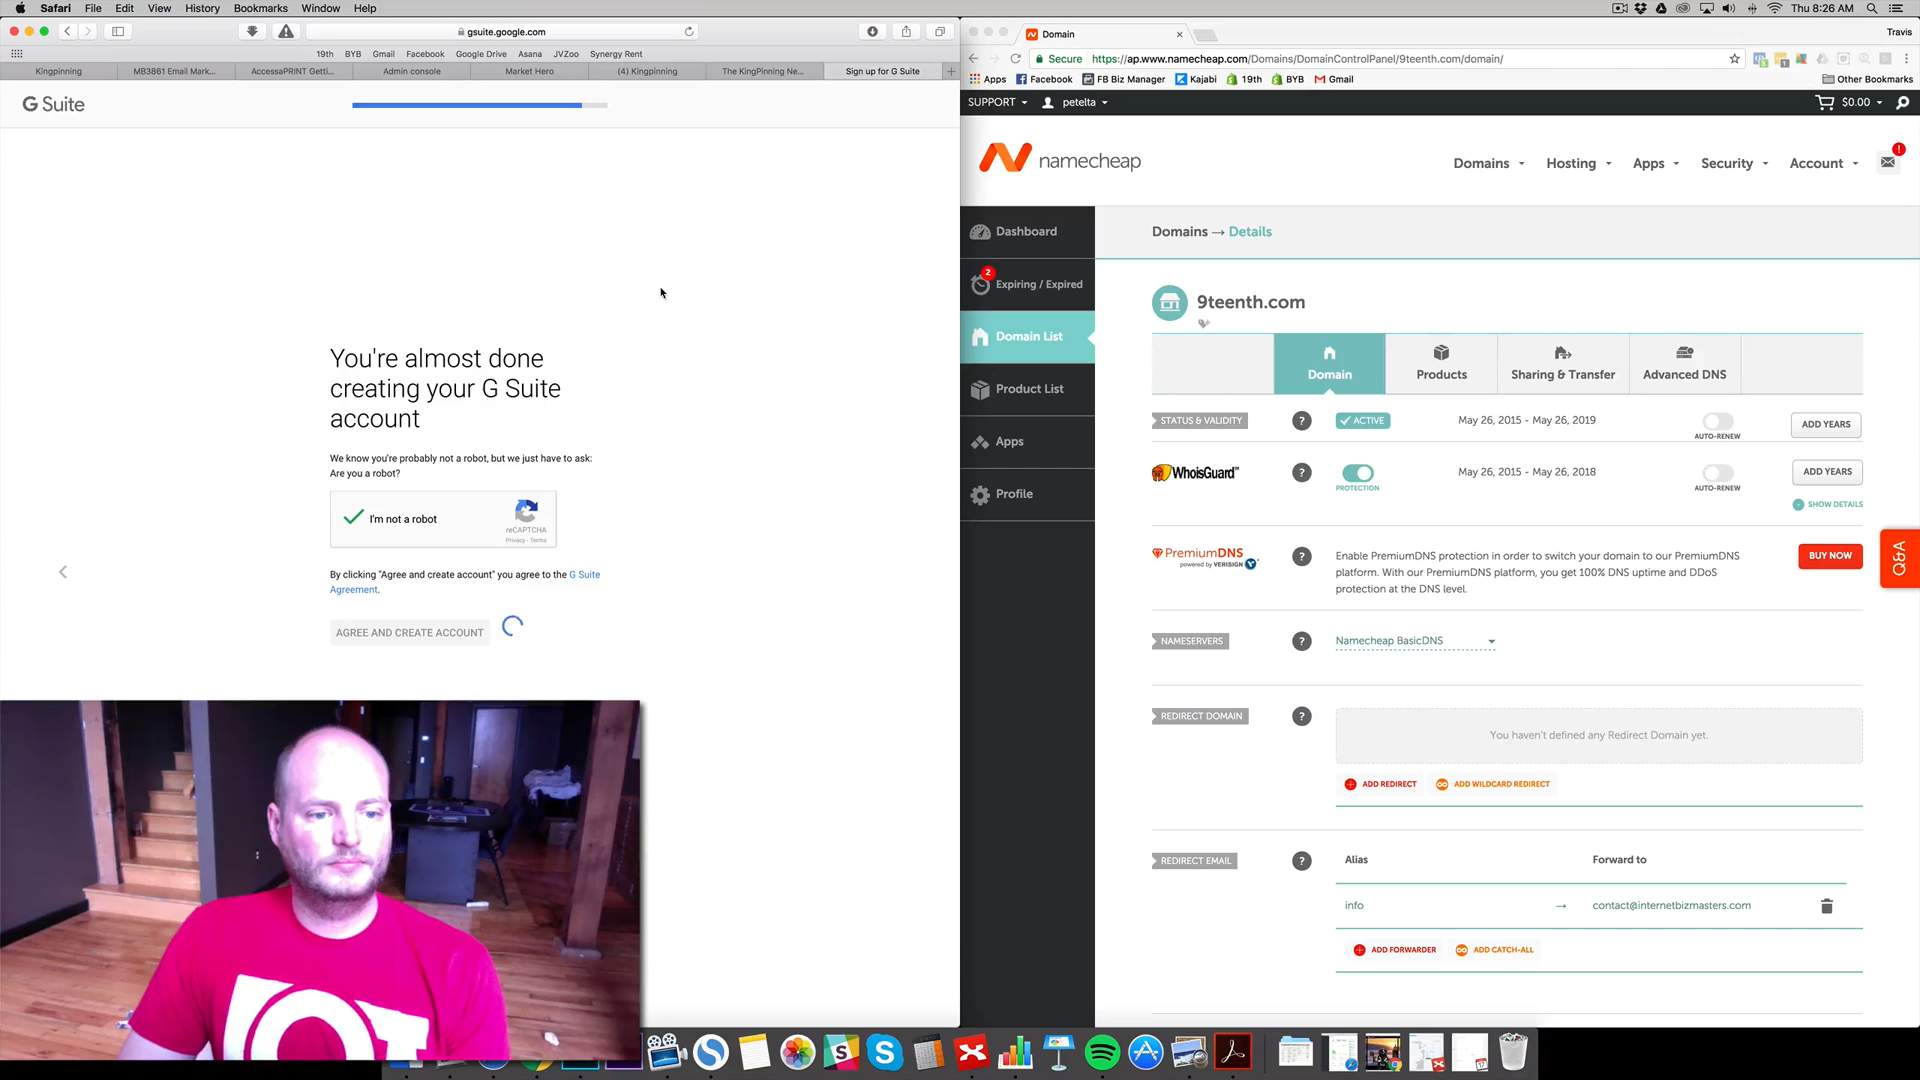 Safari File Edit View History Bookmarks Window Help
Thu 8:26 AM
gsuite.google.com
19th BYB Gmail Facebook Google Drive Asana JVZoo Synergy Rent
Kingpinning MB3861 Email Mark... AccessaPRINT Getti... Admin console Market Hero (4) Kingpinning The KingPinning Ne... Sign up for G Suite
G Suite
You're almost done
creating your G Suite
account
We know you're probably not a robot, but we just have to ask:
Are you a robot?
I'm not a robot
reCAPTCHA
Privacy - Terms
By clicking "Agree and create account" you agree to the G Suite
Agreement.
AGREE AND CREATE ACCOUNT
Domain
Travis
Secure https://ap.www.namecheap.com/Domains/DomainControlPanel/9teenth.com/domain/
Apps Facebook FB Biz Manager Kajabi 19th BYB Gmail Other Bookmarks
SUPPORT petelta $0.00
namecheap
Domains Hosting Apps Security Account
!
Dashboard
2
Expiring / Expired
Domain List
Product List
Apps
Profile
Domains → Details
9teenth.com
Domain Products Sharing & Transfer Advanced DNS
STATUS & VALIDITY ? ACTIVE May 26, 2015 - May 26, 2019 AUTO-RENEW ADD YEARS
WhoisGuard ? PROTECTION May 26, 2015 - May 26, 2018 AUTO-RENEW ADD YEARS
SHOW DETAILS
PremiumDNS
powered by VERISIGN
?
Enable PremiumDNS protection in order to switch your domain to our PremiumDNS
platform. With our PremiumDNS platform, you get 100% DNS uptime and DDoS
protection at the DNS level.
BUY NOW
Q&A
NAMESERVERS ? Namecheap BasicDNS
REDIRECT DOMAIN ? You haven't defined any Redirect Domain yet.
ADD REDIRECT ADD WILDCARD REDIRECT
REDIRECT EMAIL ? Alias Forward to
info → contact@internetbizmasters.com
ADD FORWARDER ADD CATCH-ALL